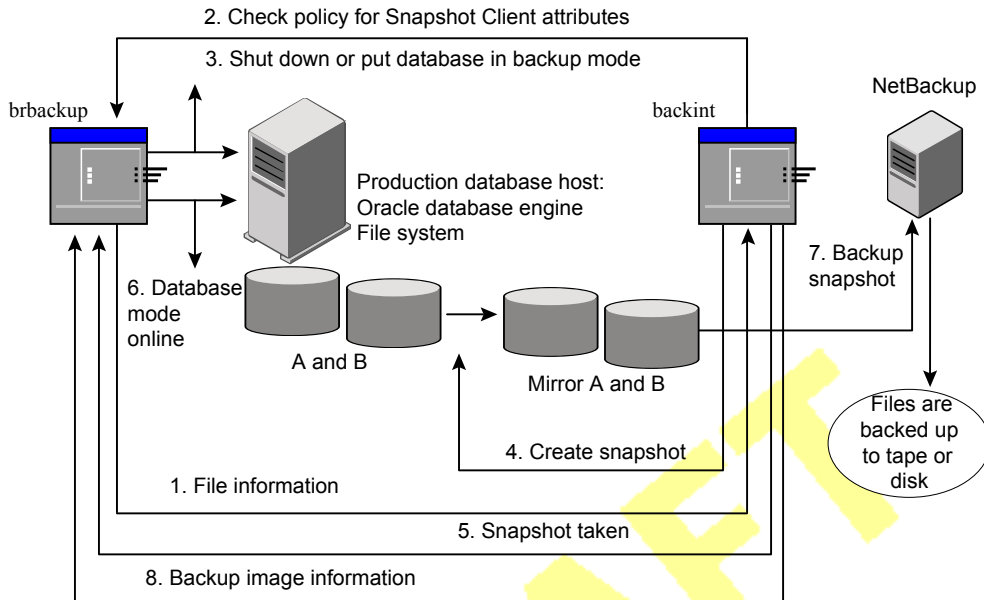 2. Check policy for Snapshot Client attributes
3. Shut down or put database in backup mode
brbackup
backint
NetBackup
Production database host:
Oracle database engine
File system
6. Database
mode
online
7. Backup
snapshot
A and B
Mirror A and B
Files are
backed up
to tape or
disk
4. Create snapshot
1. File information
5. Snapshot taken
8. Backup image information